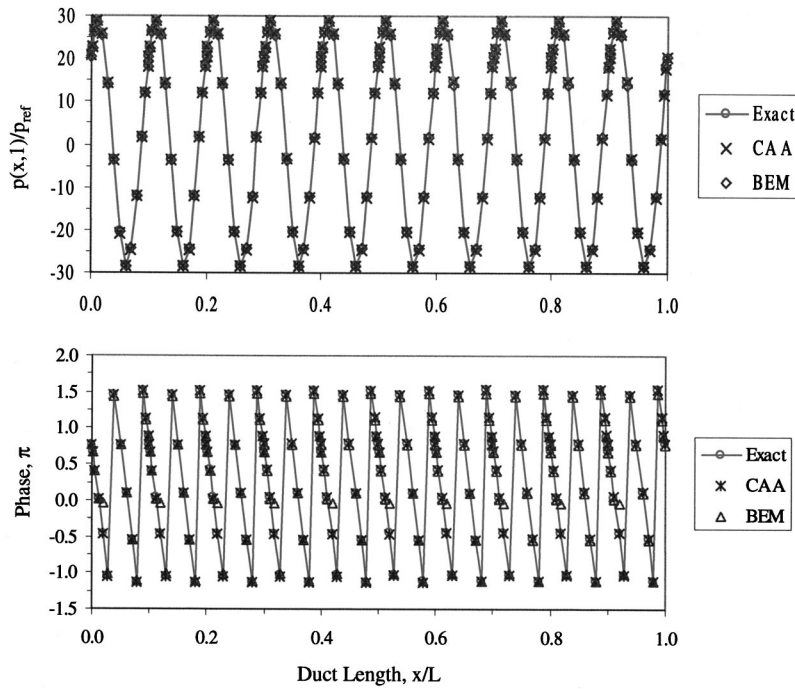 30
20
10
0
-10
-20
-30
p(x,1)/p_ref
0.0 0.2 0.4 0.6 0.8 1.0
Exact
CAA
BEM
2.0
1.5
1.0
0.5
0.0
-0.5
-1.0
-1.5
Phase, π
0.0 0.2 0.4 0.6 0.8 1.0
Duct Length, x/L
Exact
CAA
BEM